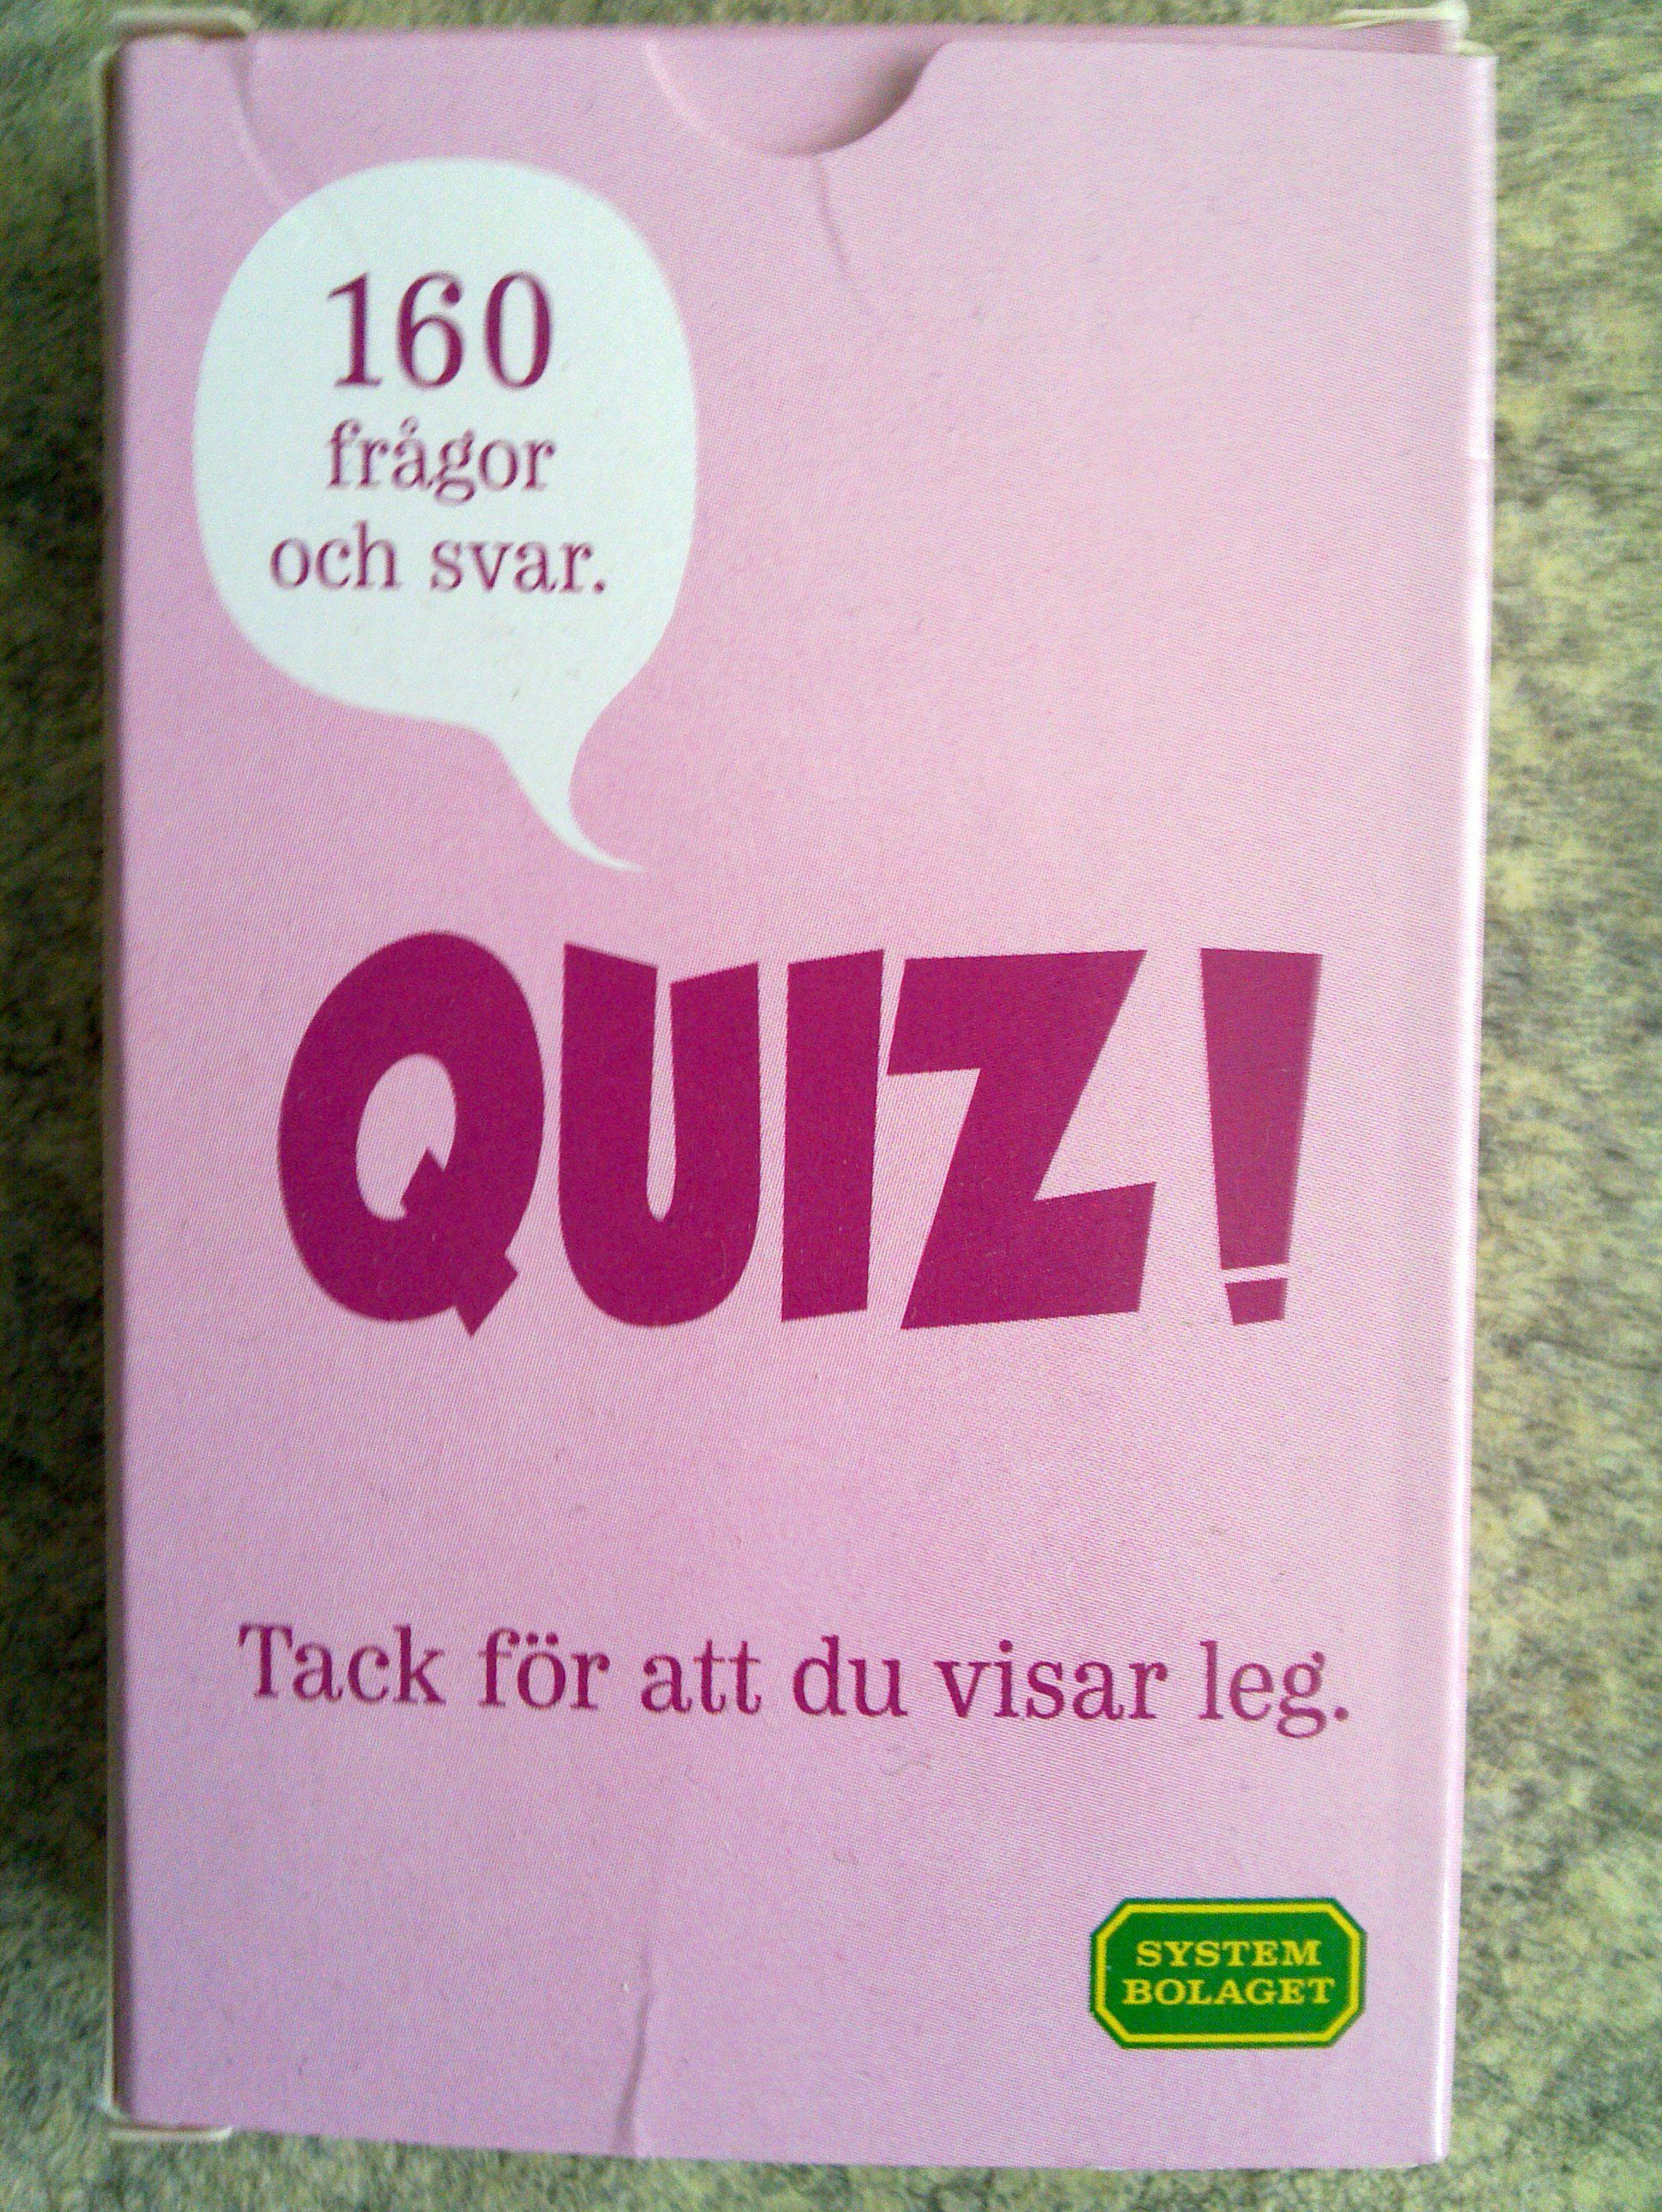 160
frågor
och svar.
QUIZ!
Tack för att du visar leg.
SYSTEM
BOLAGET